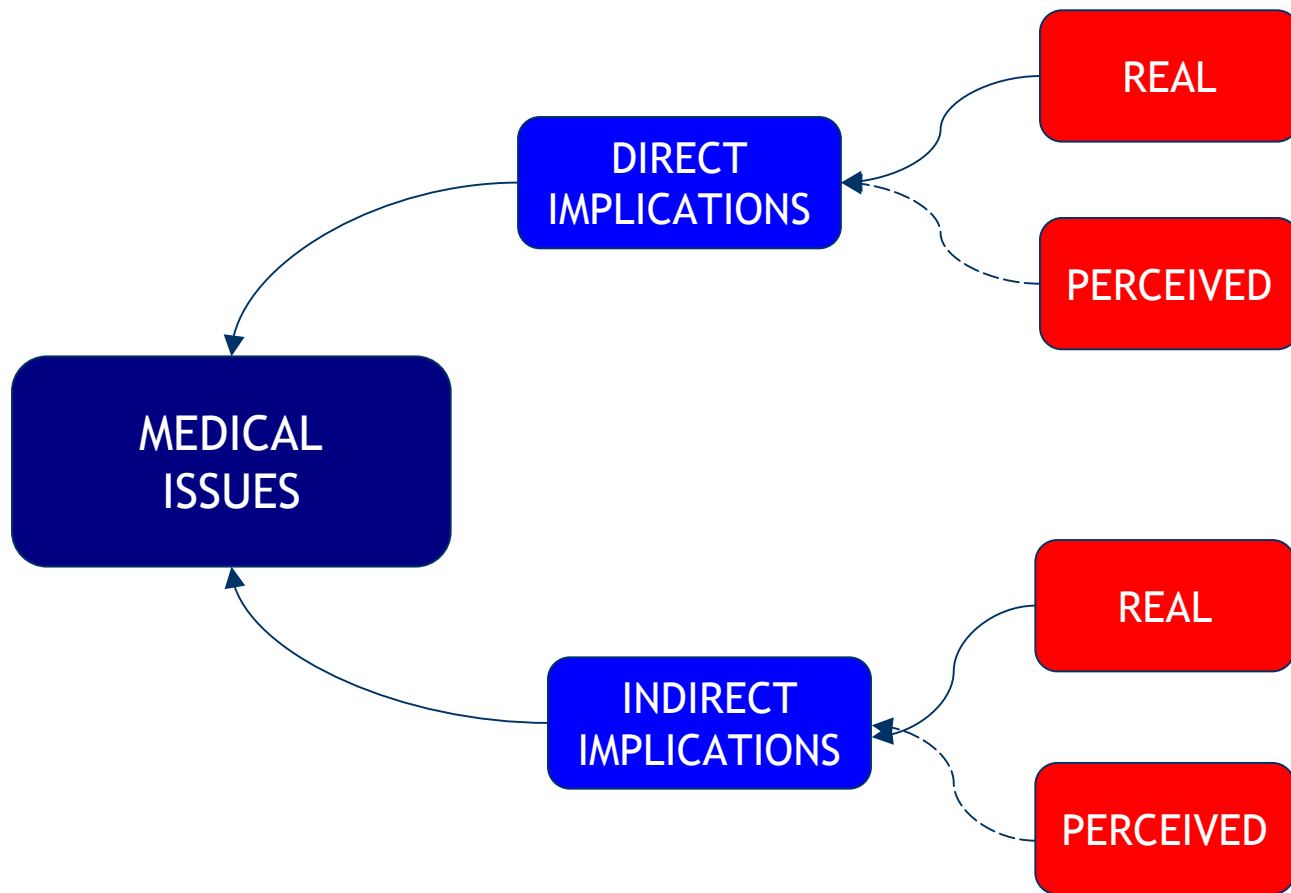 REAL
DIRECT
IMPLICATIONS
PERCEIVED
MEDICAL
ISSUES
REAL
INDIRECT
IMPLICATIONS
PERCEIVED